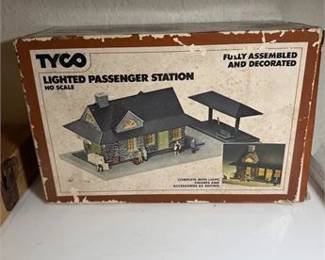 TYCO
LIGHTED PASSENGER STATION
HO SCALE
FULLY ASSEMBLED
AND DECORATED
COMPLETE WITH LIGHT,
FIGURES AND
ACCESSORIES AS SHOWN.